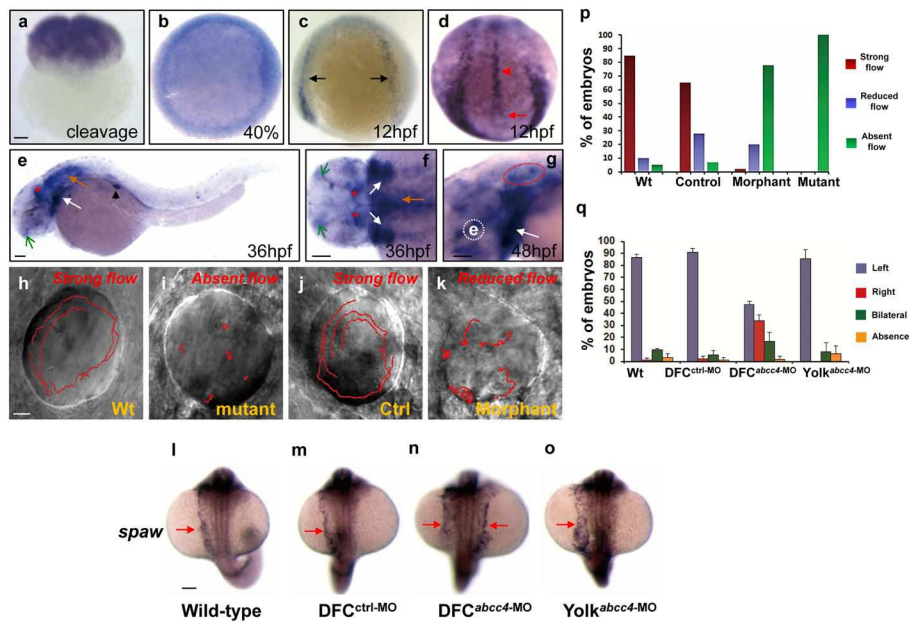 a
b
c
d
cleavage
40%
12hpf
12hpf
e
f
g
e
36hpf
36hpf
48hpf
h
Strong flow
i
Absent flow
j
Strong flow
k
Reduced flow
Wt
mutant
Ctrl
Morphant
l
m
n
o
spaw
Wild-type
DFCctrl-MO
DFCabcc4-MO
Yolkabcc4-MO
p
% of embryos
100
90
80
70
60
50
40
30
20
10
0
Wt
Control
Morphant
Mutant
Strong flow
Reduced flow
Absent flow
q
% of embryos
100
90
80
70
60
50
40
30
20
10
0
Wt
DFCctrl-MO
DFCabcc4-MO
Yolkabcc4-MO
Left
Right
Bilateral
Absence